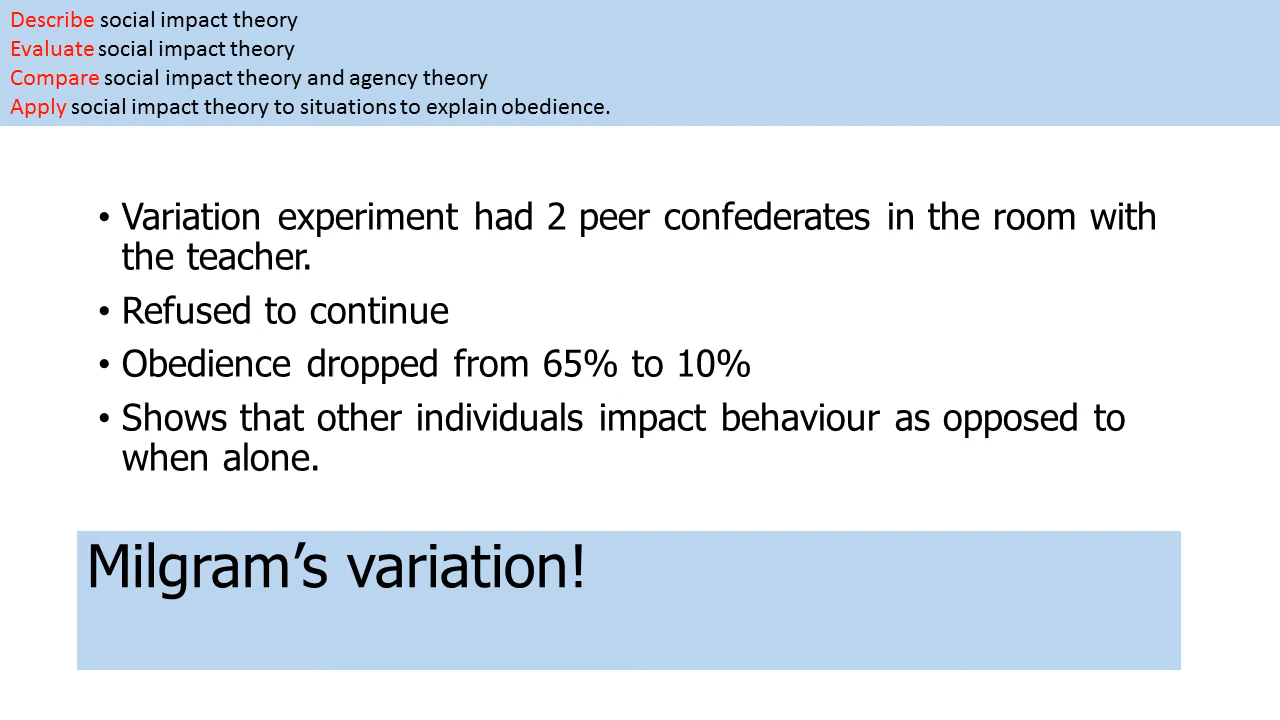 Describe social impact theory
Evaluate social impact theory
Compare social impact theory and agency theory
Apply social impact theory to situations to explain obedience.
• Variation experiment had 2 peer confederates in the room with
the teacher.
• Refused to continue
• Obedience dropped from 65% to 10%
• Shows that other individuals impact behaviour as opposed to
when alone.
Milgram’s variation!